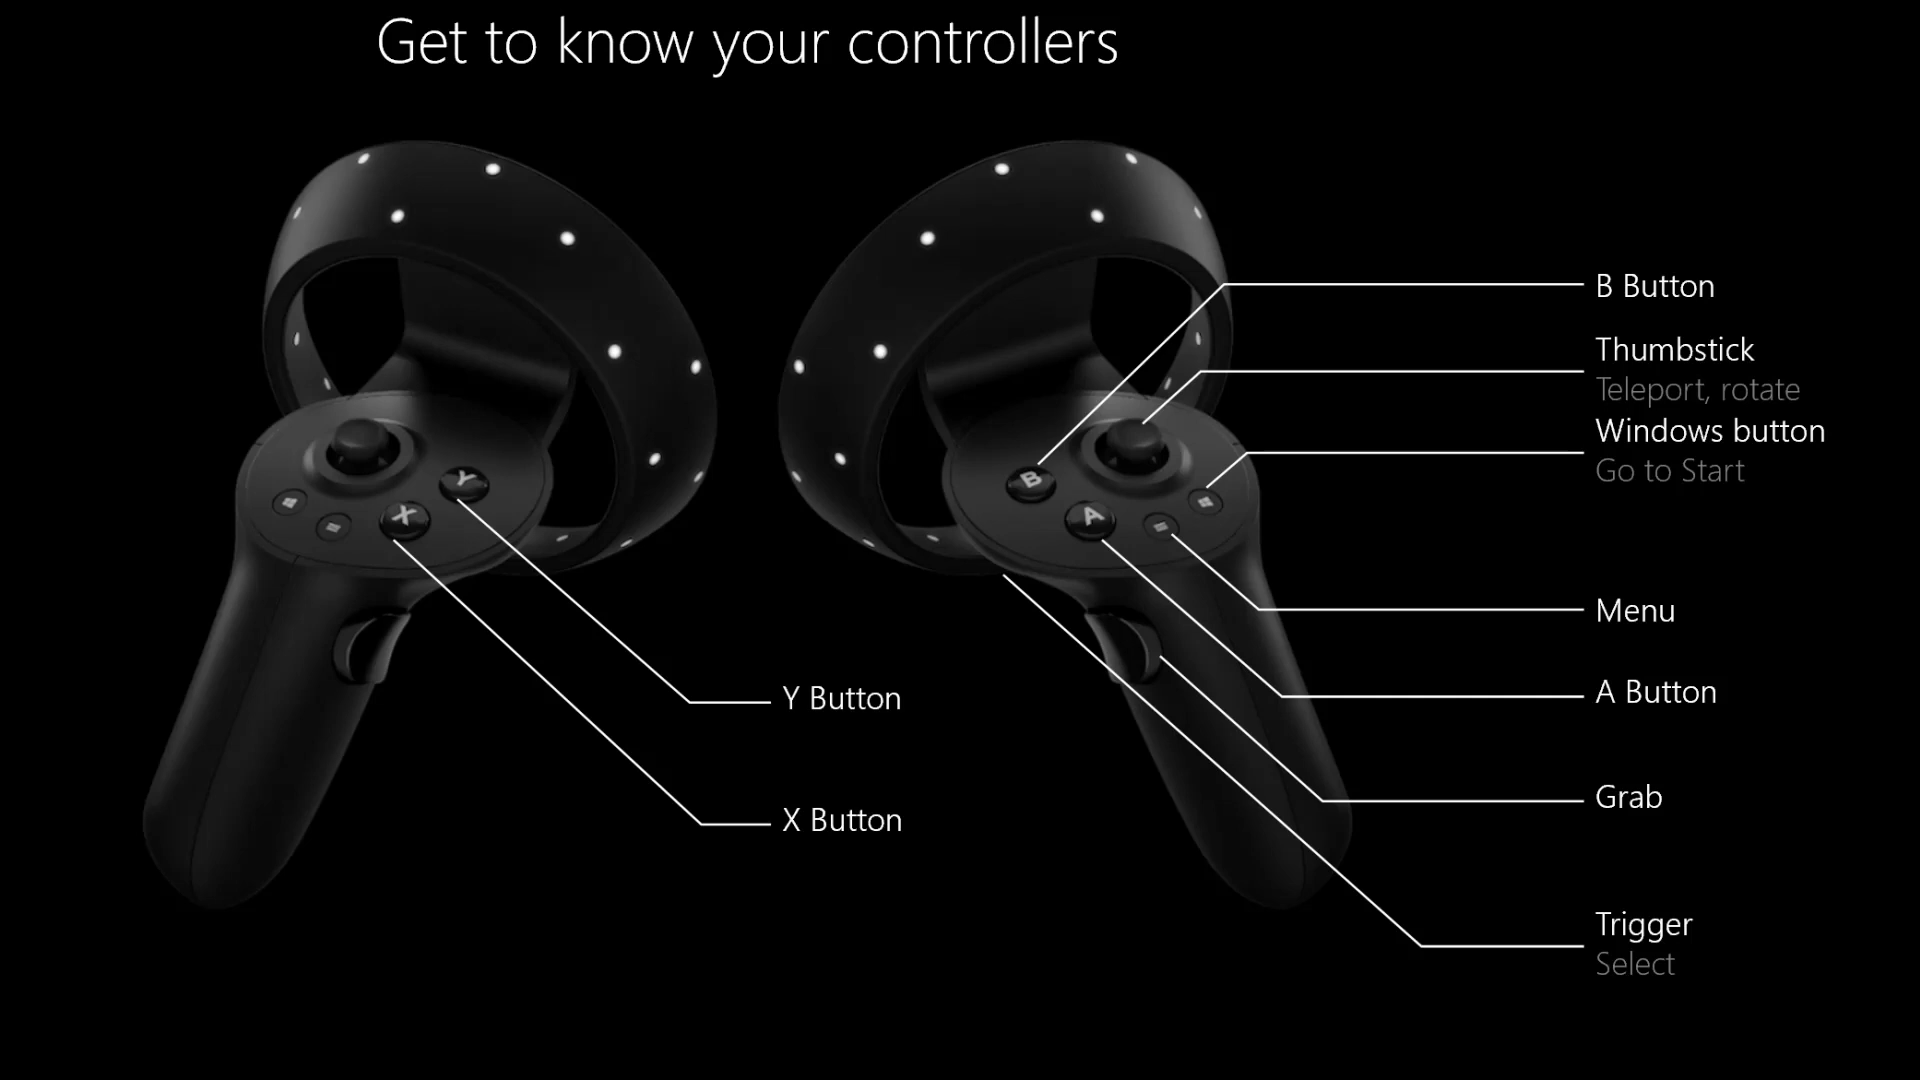 Get to know your controllers
B Button
Thumbstick
Teleport, rotate
Windows button
Go to Start
Y
X
B
A
Menu
Y Button
A Button
X Button
Grab
Trigger
Select